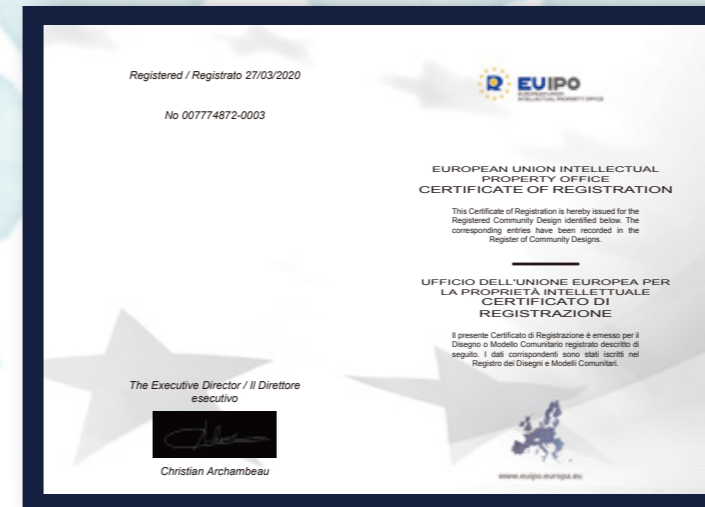 Registered / Registrato 27/03/2020
No 007774872-0003
The Executive Director / Il Direttore
esecutivo
Christian Archambeau
EUIPO
EUROPEAN UNION
INTELLECTUAL PROPERTY OFFICE
EUROPEAN UNION INTELLECTUAL
PROPERTY OFFICE
CERTIFICATE OF REGISTRATION
This Certificate of Registration is hereby issued for the
Registered Community Design identified below. The
corresponding entries have been recorded in the
Register of Community Designs.
UFFICIO DELL'UNIONE EUROPEA PER
LA PROPRIETÀ INTELLETTUALE
CERTIFICATO DI
REGISTRAZIONE
Il presente Certificato di Registrazione è emesso per il
Disegno o Modello Comunitario registrato descritto di
seguito. I dati corrispondenti sono stati iscritti nel
Registro dei Disegni e Modelli Comunitari.
www.euipo.europa.eu